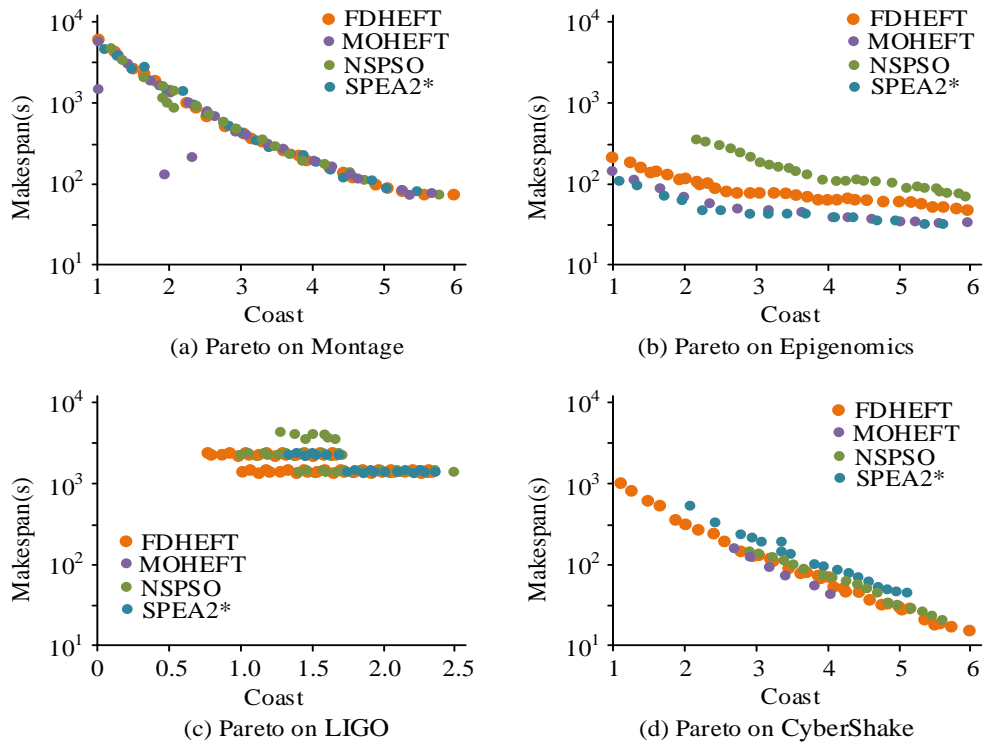 10^4
10^3
10^2
10^1
Makespan(s)
FDHEFT
MOHEFT
NSPSO
SPEA2*
1 2 3 4 5 6
Coast
(a) Pareto on Montage
10^4
10^3
10^2
10^1
Makespan(s)
FDHEFT
MOHEFT
NSPSO
SPEA2*
1 2 3 4 5 6
Coast
(b) Pareto on Epigenomics
10^4
10^3
10^2
10^1
Makespan(s)
FDHEFT
MOHEFT
NSPSO
SPEA2*
0 0.5 1.0 1.5 2.0 2.5
Coast
(c) Pareto on LIGO
10^4
10^3
10^2
10^1
Makespan(s)
FDHEFT
MOHEFT
NSPSO
SPEA2*
1 2 3 4 5 6
Coast
(d) Pareto on CyberShake